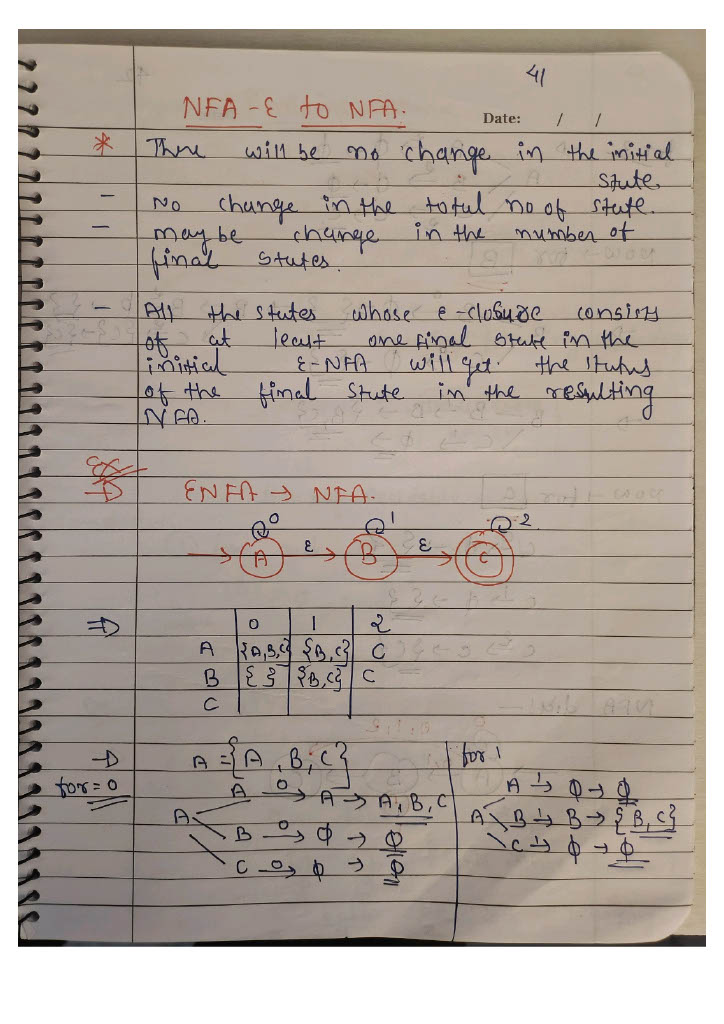 41
NFA-ε to NFA.
Date: / /
* There will be no change in the initial
state.
- No change in the total no of state.
- may be change in the number of
final states.
- All the states whose ε-closure consists
of at least one final state in the
initial ε-NFA will get the status
of the final state in the resulting
NFA.
→ ENFA → NFA.
0 1 2
→ A ε B ε C
⇒ 0 1 2
A {A,B,C} {B,C} C
B { } {B,C} C
C
→ A = {A, B, C}
for = 0
A 0→ A → A, B, C
A B 0→ ϕ → ϕ
C 0→ ϕ → ϕ
for 1
A 1→ ϕ → ϕ
A B 1→ B → {B, C}
C 1→ ϕ → ϕ